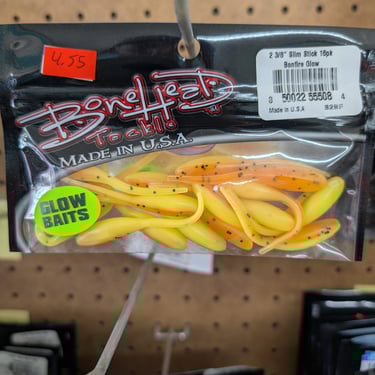 4.55
2 3/8" Slim Stick 16pk
Bonfire Glow
8 50022 55508 4
Made in U.S.A
BoneHead
Tackle
MADE IN U.S.A.
GLOW
BAITS